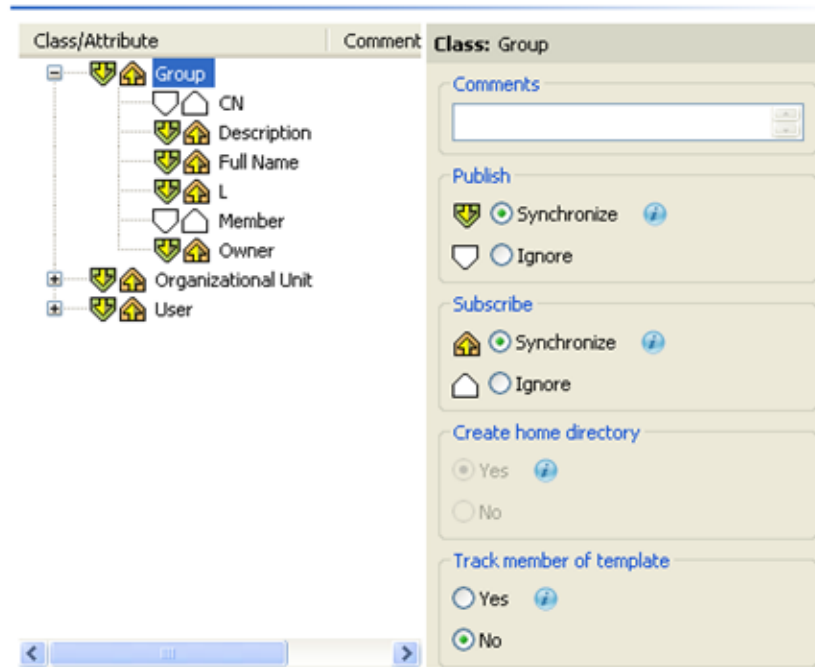 Class/Attribute
Comment
Group
CN
Description
Full Name
L
Member
Owner
Organizational Unit
User
Class: Group
Comments
Publish
Synchronize
Ignore
Subscribe
Synchronize
Ignore
Create home directory
Yes
No
Track member of template
Yes
No